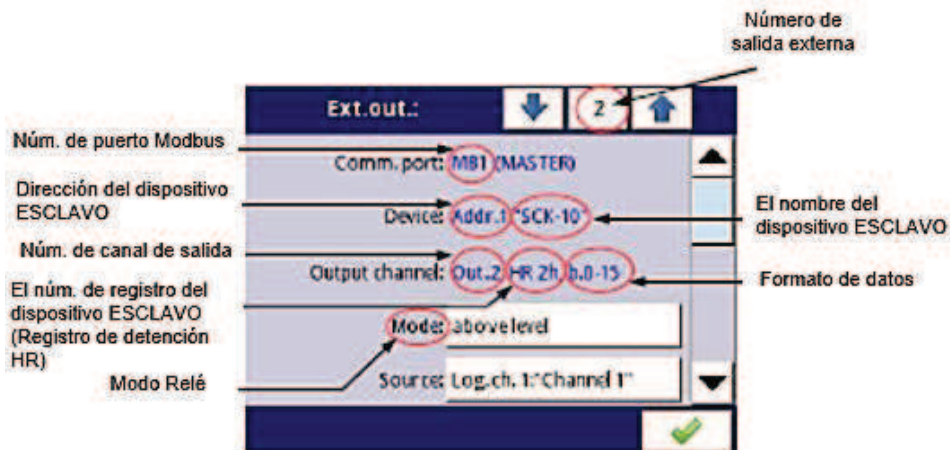 Número de
salida externa
Ext.out.:
2
Núm. de puerto Modbus
Comm. port: MB1 (MASTER)
Dirección del dispositivo
ESCLAVO
Device: Addr.1 "SCK-10"
El nombre del
dispositivo ESCLAVO
Núm. de canal de salida
Output channel: Out.2 HR 2h b.0-15
Formato de datos
El núm. de registro del
dispositivo ESCLAVO
(Registro de detención
HR)
Mode: above level
Modo Relé
Source: Log.ch. 1:"Channel 1"